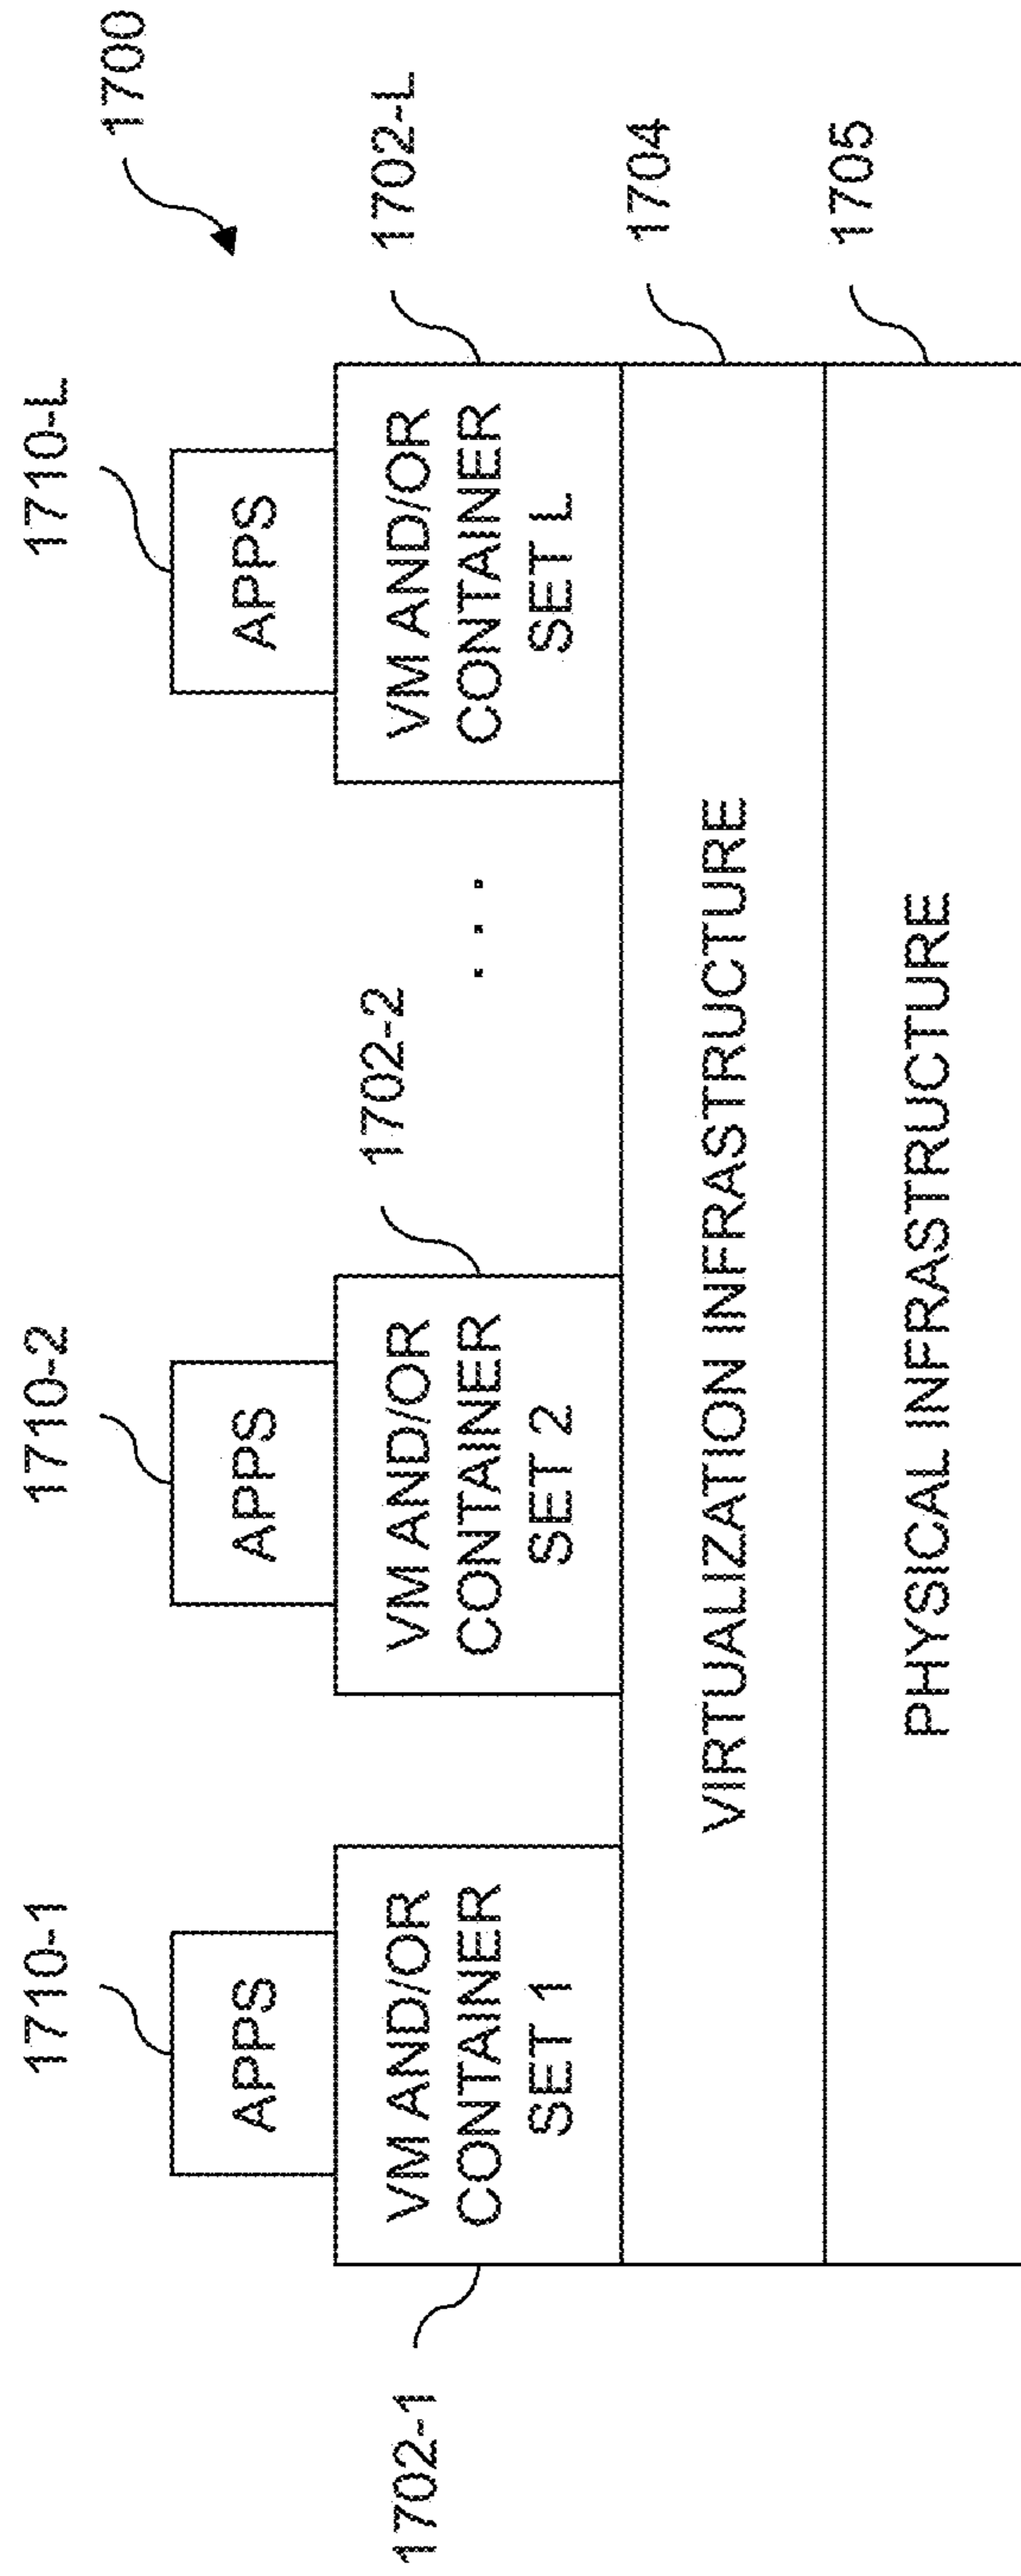 1700
1710-1
1710-2
1710-L
APPS
APPS
APPS
1702-1
VM AND/OR
CONTAINER
SET 1
1702-2
VM AND/OR
CONTAINER
SET 2
. . .
1702-L
VM AND/OR
CONTAINER
SET L
VIRTUALIZATION INFRASTRUCTURE
1704
PHYSICAL INFRASTRUCTURE
1705